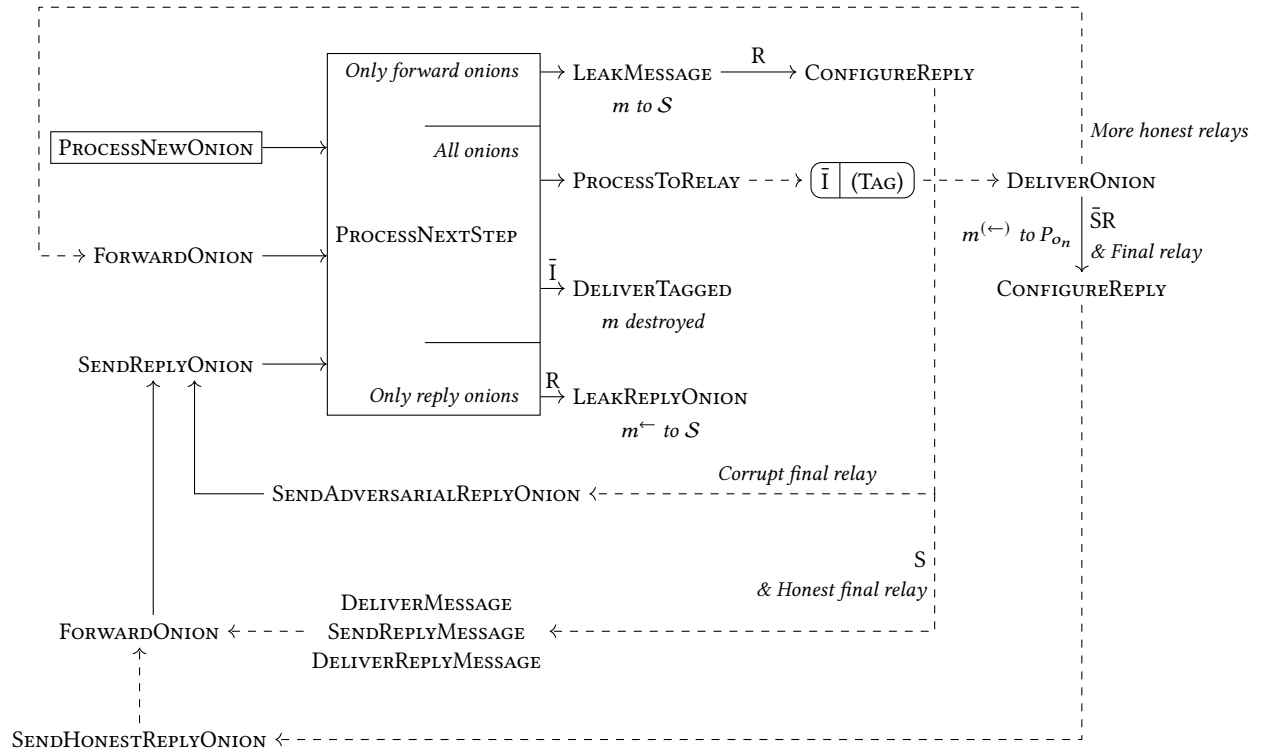 Only forward onions
LEAKMESSAGE
R
CONFIGUREREPLY
m to 𝒮
More honest relays
PROCESSNEWONION
All onions
PROCESSTORELAY
Ī
(TAG)
DELIVERONION
PROCESSNEXTSTEP
m^(←) to P_{o_n}
S̄R
& Final relay
FORWARDONION
Ī
DELIVERTAGGED
CONFIGUREREPLY
m destroyed
SENDREPLYONION
Only reply onions
R
LEAKREPLYONION
m^← to 𝒮
Corrupt final relay
SENDADVERSARIALREPLYONION
S
& Honest final relay
DELIVERMESSAGE
FORWARDONION
SENDREPLYMESSAGE
DELIVERREPLYMESSAGE
SENDHONESTREPLYONION